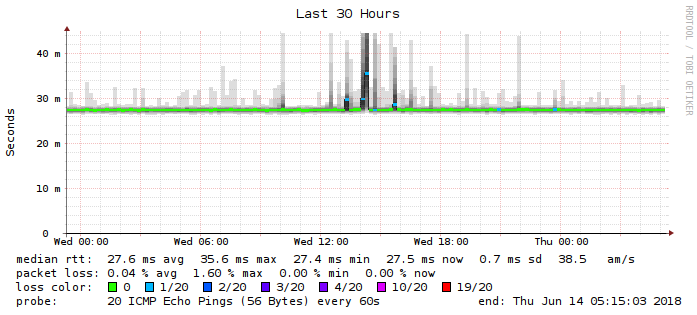 Last 30 Hours
RRDTOOL / TOBI OETIKER
Seconds
40 m
30 m
20 m
10 m
0
Wed 00:00 Wed 06:00 Wed 12:00 Wed 18:00 Thu 00:00
median rtt: 27.6 ms avg 35.6 ms max 27.4 ms min 27.5 ms now 0.7 ms sd 38.5 am/s
packet loss: 0.04 % avg 1.60 % max 0.00 % min 0.00 % now
loss color: 0 1/20 2/20 3/20 4/20 10/20 19/20
probe: 20 ICMP Echo Pings (56 Bytes) every 60s end: Thu Jun 14 05:15:03 2018